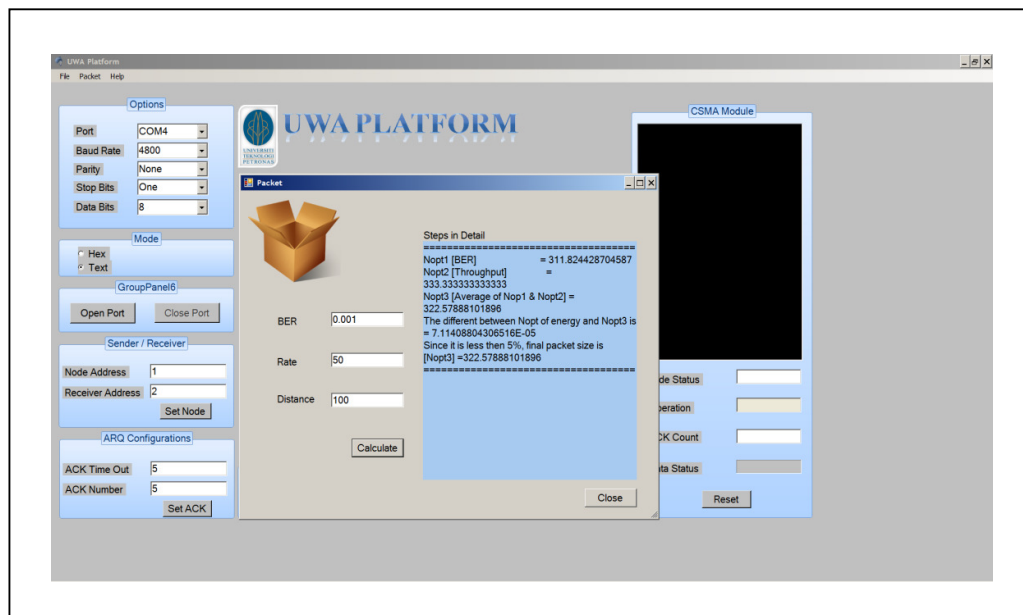 UWA Platform
File Packet Help
Options
Port COM4
Baud Rate 4800
Parity None
Stop Bits One
Data Bits 8
Mode
Hex
Text
GroupPanel6
Open Port Close Port
Sender / Receiver
Node Address 1
Receiver Address 2
Set Node
ARQ Configurations
ACK Time Out 5
ACK Number 5
Set ACK
UNIVERSITI
TEKNOLOGI
PETRONAS
UWA PLATFORM
Packet
BER 0.001
Rate 50
Distance 100
Calculate
Steps in Detail
====================================
Nopt1 [BER] = 311.824428704587
Nopt2 [Throughput] =
333.333333333333
Nopt3 [Average of Nop1 & Nopt2] =
322.57888101896
The different between Nopt of energy and Nopt3 is
= 7.11408804306516E-05
Since it is less then 5%, final packet size is
[Nopt3] =322.57888101896
====================================
Close
CSMA Module
de Status
peration
CK Count
ata Status
Reset